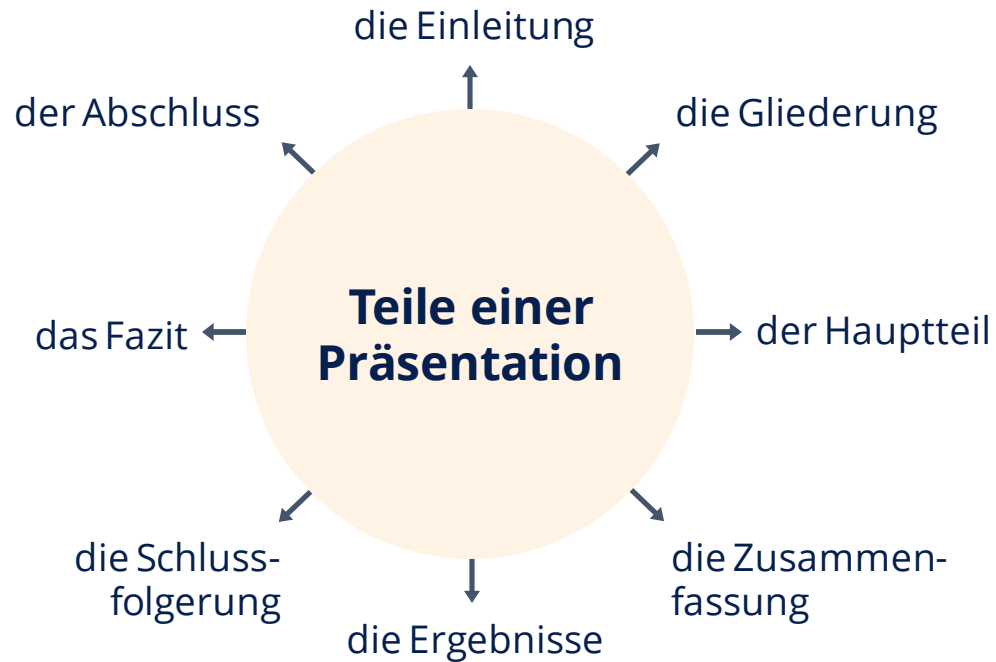 die Einleitung
der Abschluss
die Gliederung
Teile einer
Präsentation
das Fazit
der Hauptteil
die Schluss-
folgerung
die Zusammen-
fassung
die Ergebnisse